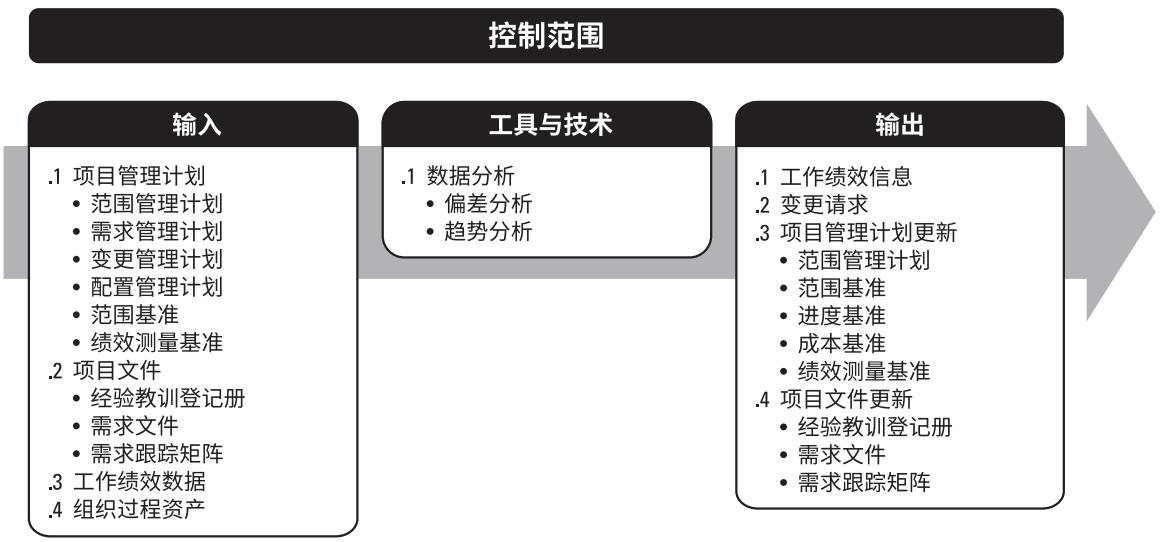 控制范围
输入
.1 项目管理计划
• 范围管理计划
• 需求管理计划
• 变更管理计划
• 配置管理计划
• 范围基准
• 绩效测量基准
.2 项目文件
• 经验教训登记册
• 需求文件
• 需求跟踪矩阵
.3 工作绩效数据
.4 组织过程资产
工具与技术
.1 数据分析
• 偏差分析
• 趋势分析
输出
.1 工作绩效信息
.2 变更请求
.3 项目管理计划更新
• 范围管理计划
• 范围基准
• 进度基准
• 成本基准
• 绩效测量基准
.4 项目文件更新
• 经验教训登记册
• 需求文件
• 需求跟踪矩阵